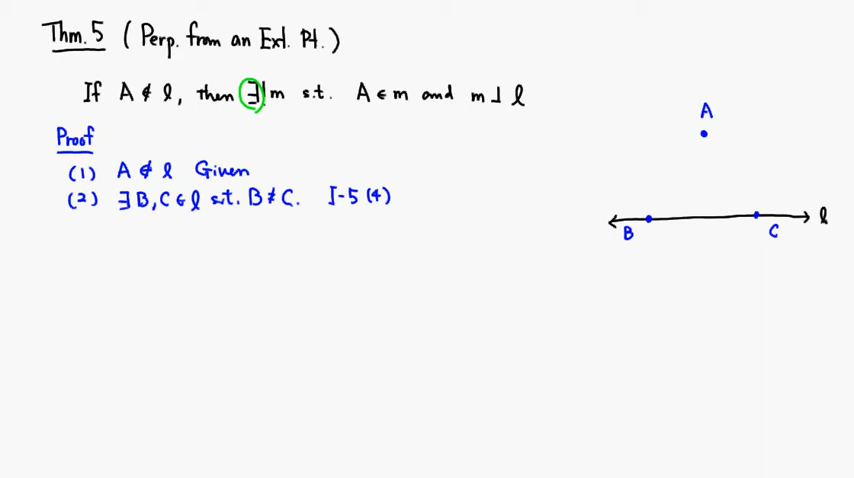 Thm. 5 ( Perp. from an Ext. Pt. )
If A ∉ l, then ∃! m s.t. A ∈ m and m ⊥ l
Proof
(1) A ∉ l Given
(2) ∃ B, C ∈ l s.t. B ≠ C. I-5 (4)
A
l
B
C